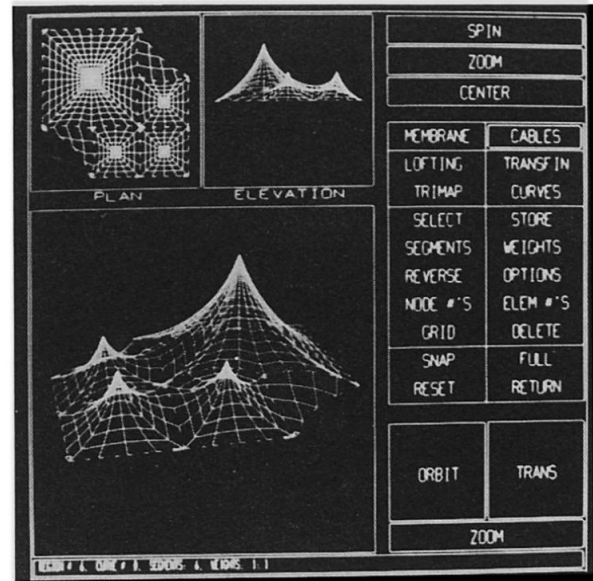 SPIN
ZOOM
CENTER
PLAN
ELEVATION
MEMBRANE CABLES
LOFTING TRANSFIN
TRIMAP CURVES
SELECT STORE
SEGMENTS WEIGHTS
REVERSE OPTIONS
NODE #'S ELEM #'S
GRID DELETE
SNAP FULL
RESET RETURN
ORBIT TRANS
ZOOM